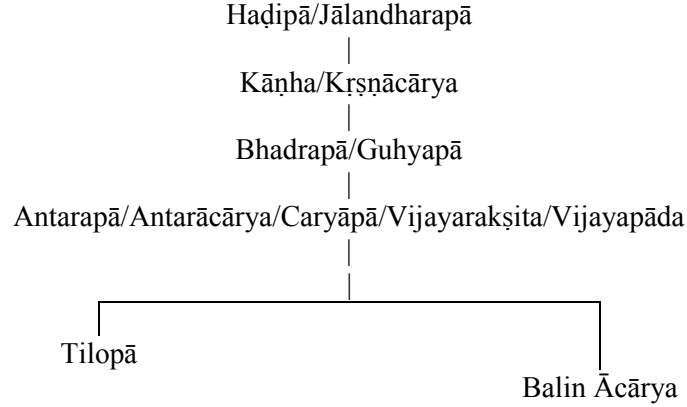 Haḍipā/Jālandharapā
Kāṇha/Kṛṣṇācārya
Bhadrapā/Guhyapā
Antarapā/Antarācārya/Caryāpā/Vijayarakṣita/Vijayapāda
Tilopā
Balin Ācārya